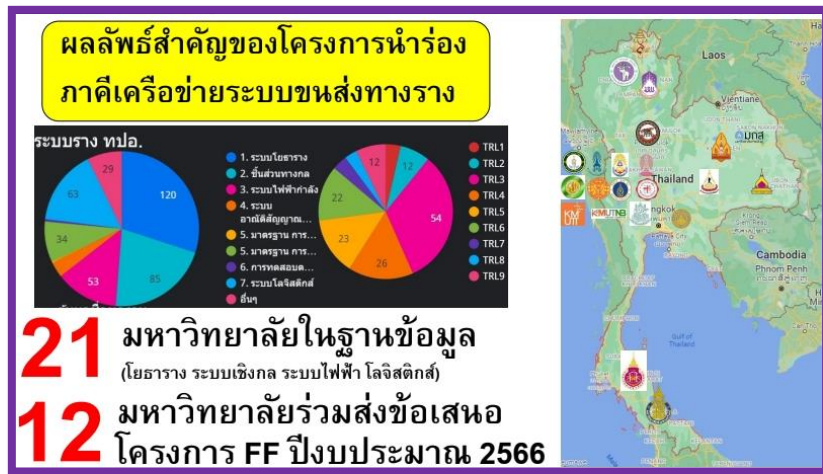 ผลลัพธ์สำคัญของโครงการนำร่อง
ภาคีเครือข่ายระบบขนส่งทางราง
ระบบราง ทปอ.
29
120
63
34
53
85
1. ระบบโยธาราง
2. ชิ้นส่วนทางกล
3. ระบบไฟฟ้ากำลัง
4. ระบบ
อาณัติสัญญาณ...
5. มาตรฐาน การ...
5. มาตรฐาน การ...
6. การทดสอบต...
7. ระบบโลจิสติกส์
อื่นๆ
12
12
22
54
23
26
TRL1
TRL2
TRL3
TRL4
TRL5
TRL6
TRL7
TRL8
TRL9
21 มหาวิทยาลัยในฐานข้อมูล
(โยธาราง ระบบเชิงกล ระบบไฟฟ้า โลจิสติกส์)
12 มหาวิทยาลัยร่วมส่งข้อเสนอ
โครงการ FF ปีงบประมาณ 2566
Laos
Vientiane
มกส
Thailand
KMUTNB
Cambodia
Phnom Penh
Gulf of
Thailand